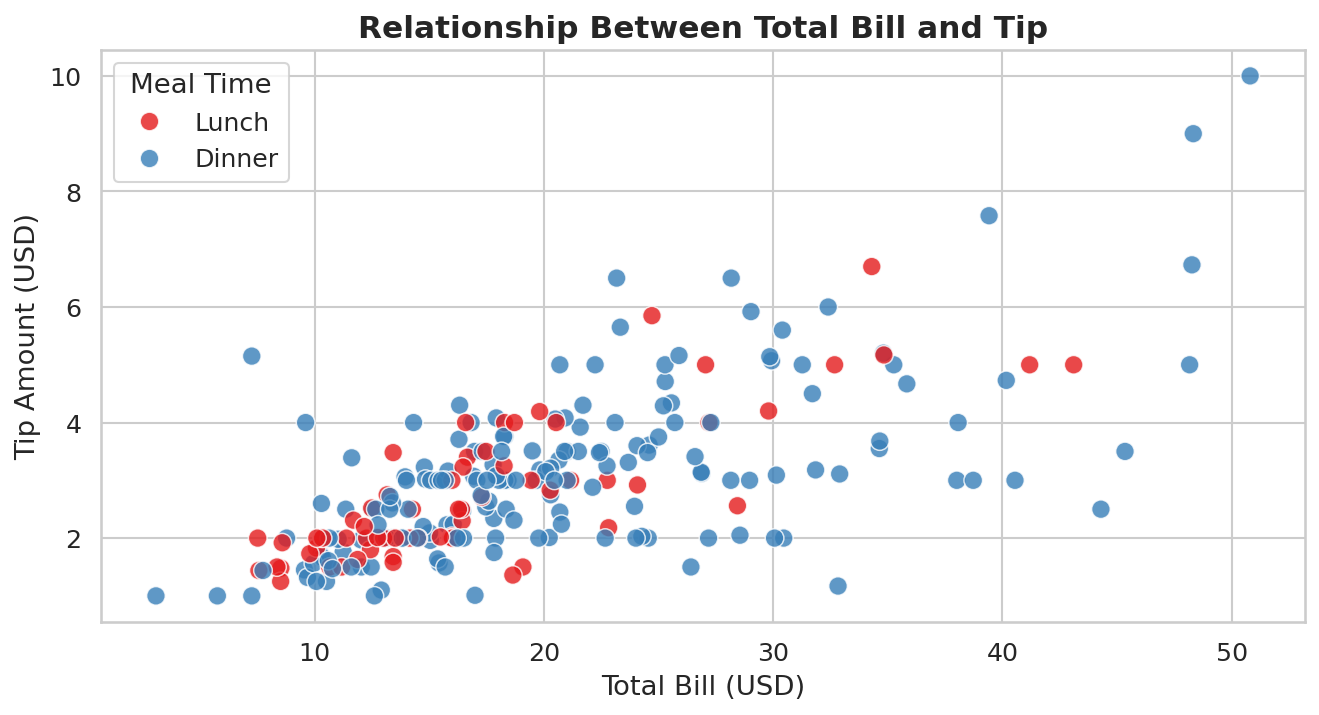 Relationship Between Total Bill and Tip
Meal Time
Lunch
Dinner
Tip Amount (USD)
10
8
6
4
2
10
20
30
40
50
Total Bill (USD)